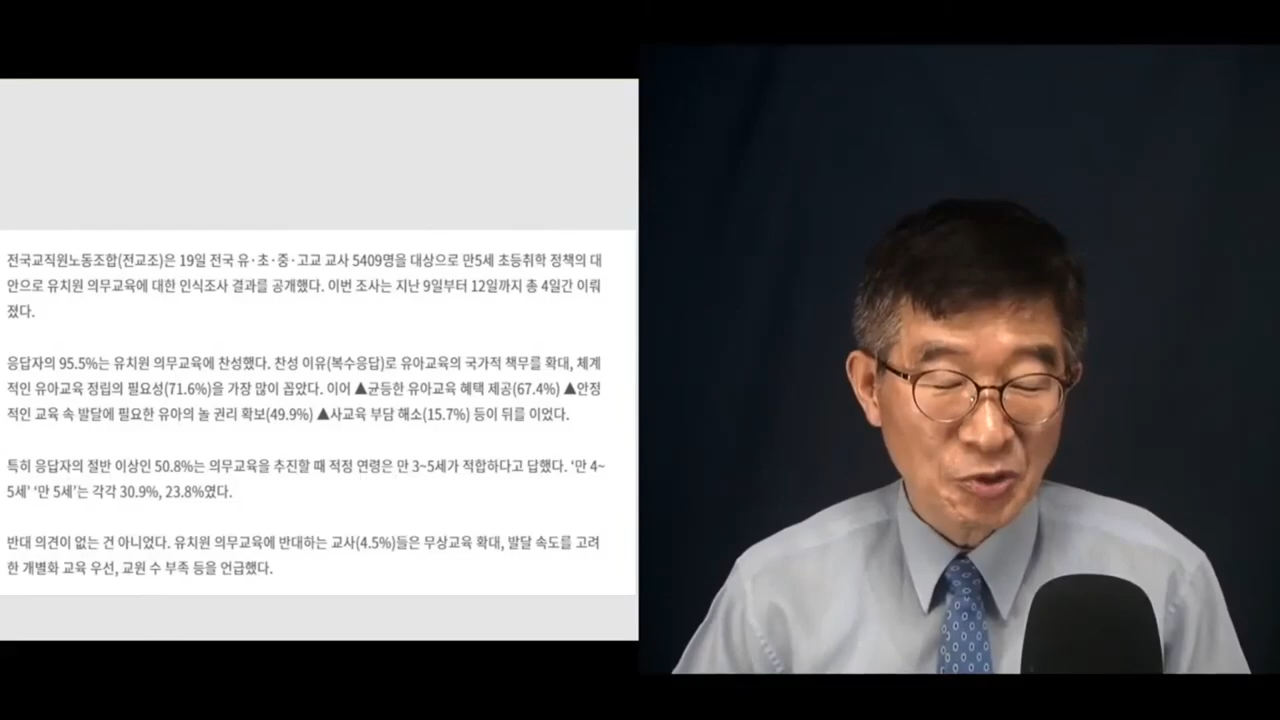 전국교직원노동조합(전교조)은 19일 전국 유·초·중·고교 교사 5409명을 대상으로 만5세 초등취학 정책의 대
안으로 유치원 의무교육에 대한 인식조사 결과를 공개했다. 이번 조사는 지난 9일부터 12일까지 총 4일간 이뤄
졌다.
응답자의 95.5%는 유치원 의무교육에 찬성했다. 찬성 이유(복수응답)로 유아교육의 국가적 책무를 확대, 체계
적인 유아교육 정립의 필요성(71.6%)을 가장 많이 꼽았다. 이어 ▲균등한 유아교육 혜택 제공(67.4%) ▲안정
적인 교육 속 발달에 필요한 유아의 놀 권리 확보(49.9%) ▲사교육 부담 해소(15.7%) 등이 뒤를 이었다.
특히 응답자의 절반 이상인 50.8%는 의무교육을 추진할 때 적정 연령은 만 3~5세가 적합하다고 답했다. ‘만 4~
5세’ ‘만 5세’는 각각 30.9%, 23.8%였다.
반대 의견이 없는 건 아니었다. 유치원 의무교육에 반대하는 교사(4.5%)들은 무상교육 확대, 발달 속도를 고려
한 개별화 교육 우선, 교원 수 부족 등을 언급했다.